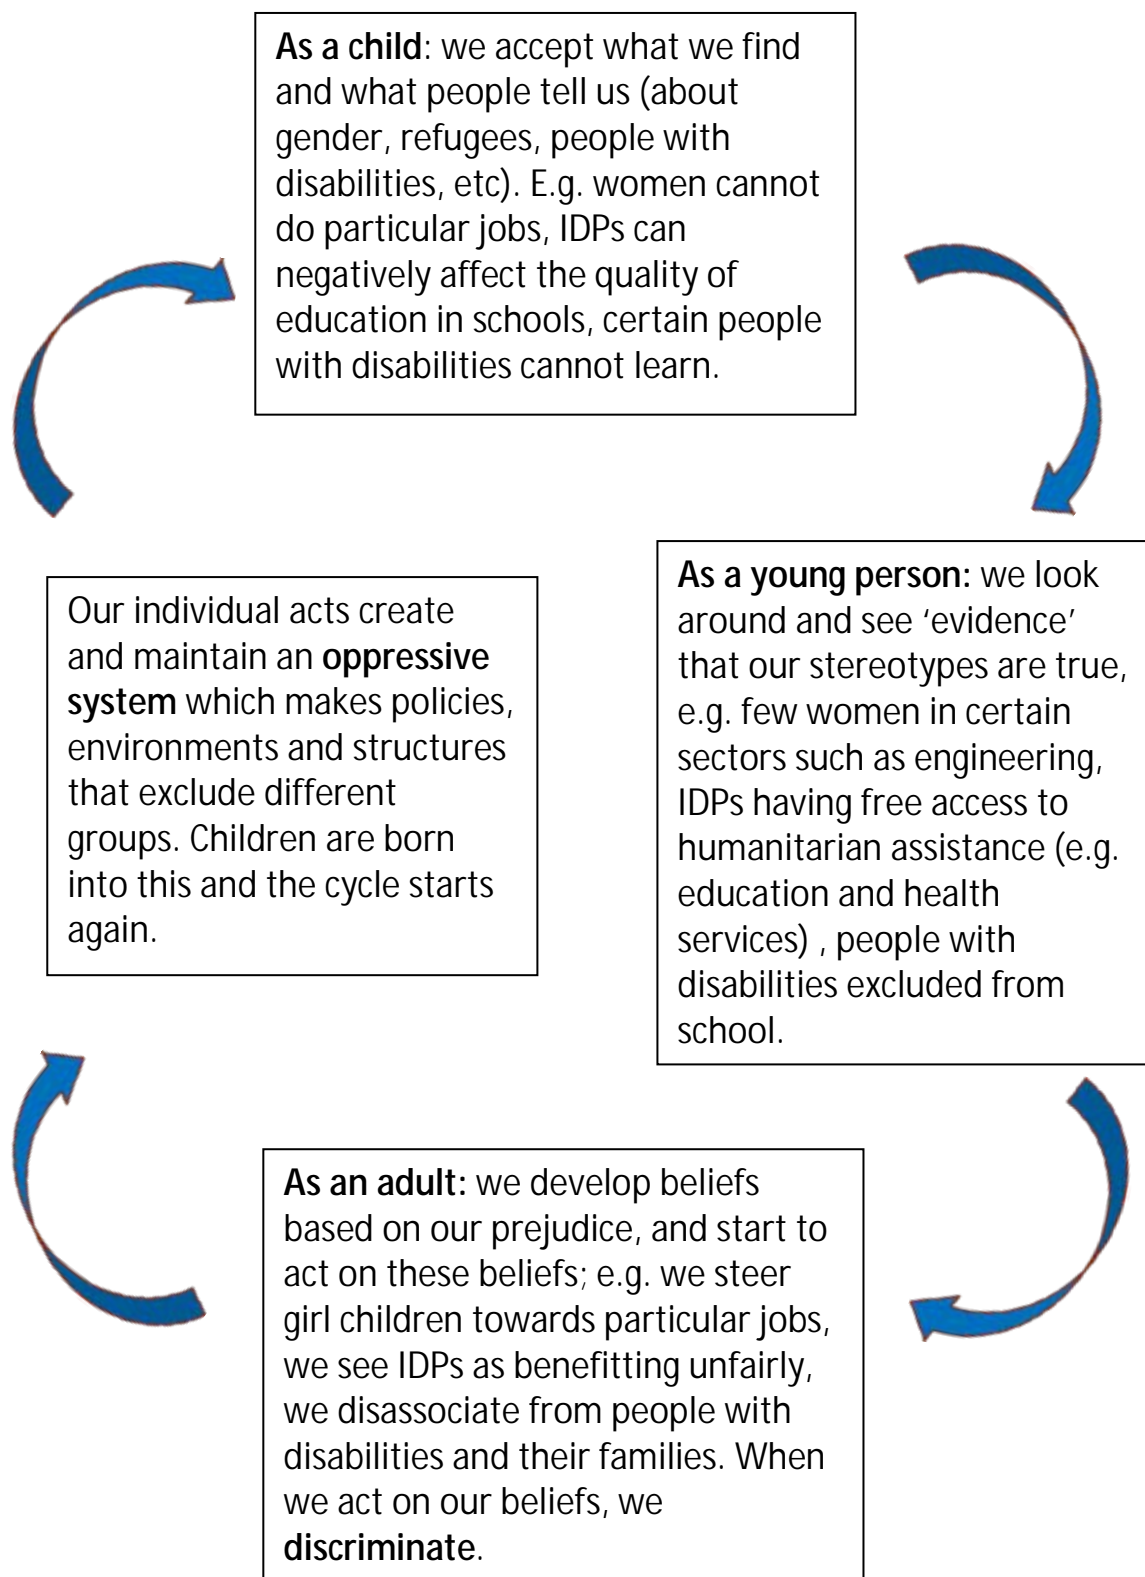 As a child: we accept what we find
and what people tell us (about
gender, refugees, people with
disabilities, etc). E.g. women cannot
do particular jobs, IDPs can
negatively affect the quality of
education in schools, certain people
with disabilities cannot learn.
As a young person: we look
around and see ‘evidence’
that our stereotypes are true,
e.g. few women in certain
sectors such as engineering,
IDPs having free access to
humanitarian assistance (e.g.
education and health
services) , people with
disabilities excluded from
school.
As an adult: we develop beliefs
based on our prejudice, and start to
act on these beliefs; e.g. we steer
girl children towards particular jobs,
we see IDPs as benefitting unfairly,
we disassociate from people with
disabilities and their families. When
we act on our beliefs, we
discriminate.
Our individual acts create
and maintain an oppressive
system which makes policies,
environments and structures
that exclude different
groups. Children are born
into this and the cycle starts
again.